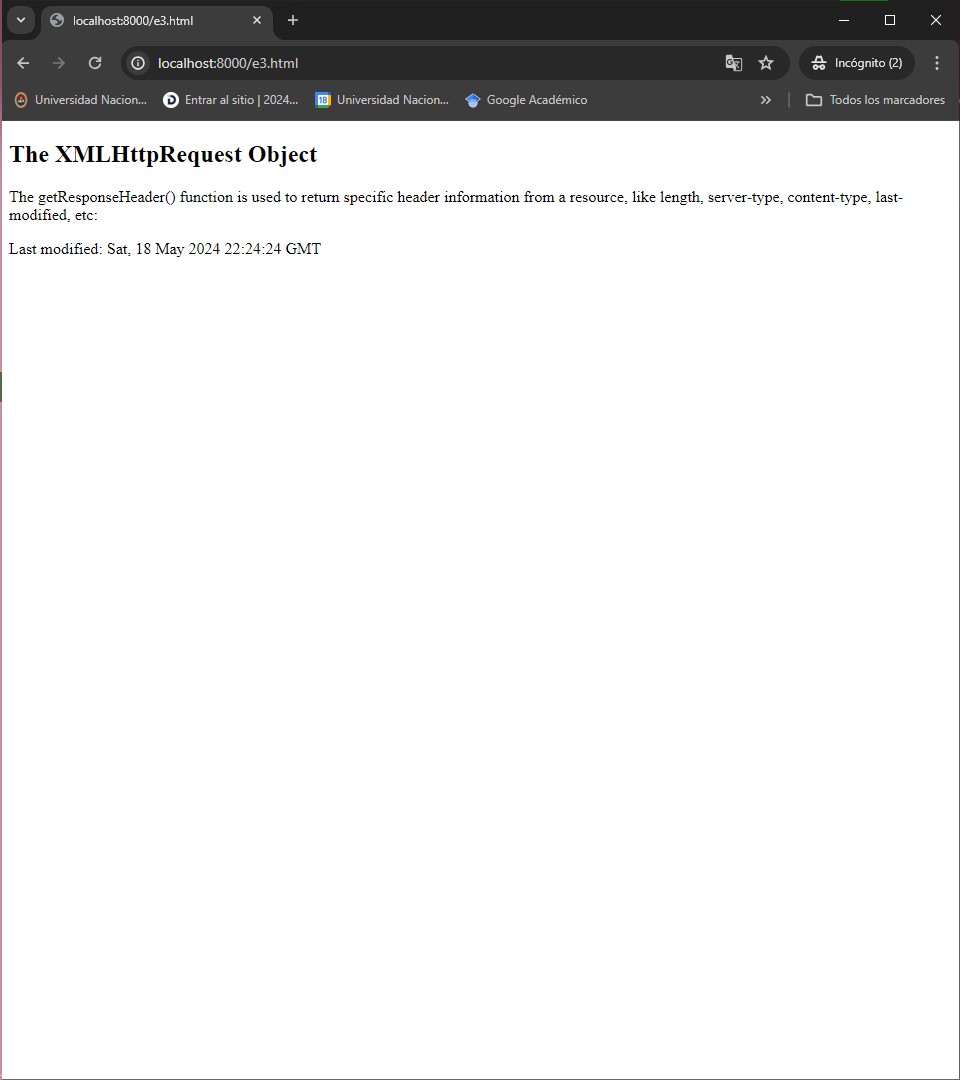 localhost:8000/e3.html
localhost:8000/e3.html
Incógnito (2)
Universidad Nacion... Entrar al sitio | 2024... 18 Universidad Nacion... Google Académico Todos los marcadores
The XMLHttpRequest Object
The getResponseHeader() function is used to return specific header information from a resource, like length, server-type, content-type, last-
modified, etc:
Last modified: Sat, 18 May 2024 22:24:24 GMT